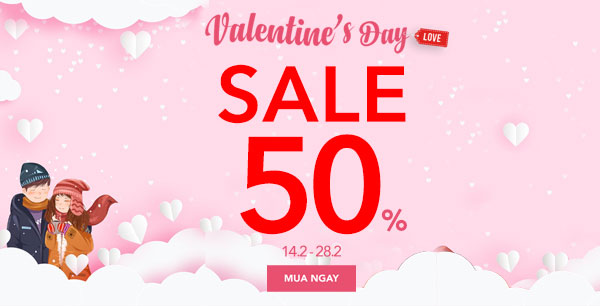 Valentine's Day
LOVE
SALE
50%
14.2 - 28.2
MUA NGAY